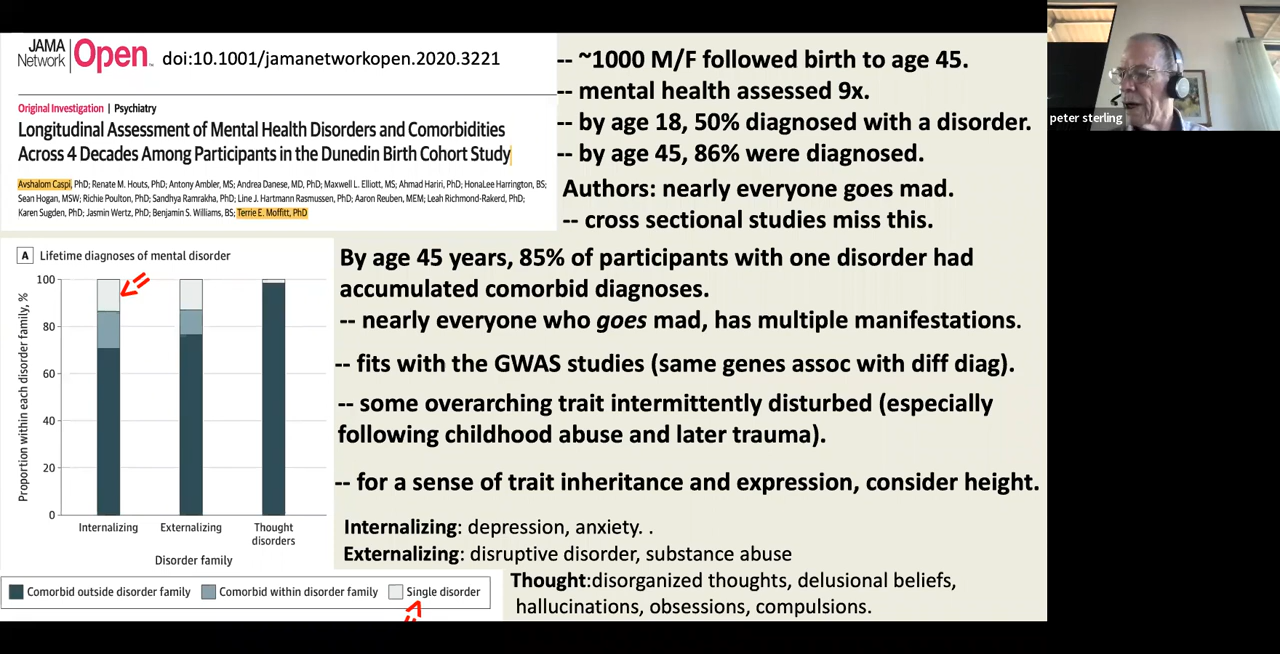 JAMA Network Open™ doi:10.1001/jamanetworkopen.2020.3221
Original Investigation | Psychiatry
Longitudinal Assessment of Mental Health Disorders and Comorbidities
Across 4 Decades Among Participants in the Dunedin Birth Cohort Study
Avshalom Caspi, PhD; Renate M. Houts, PhD; Antony Ambler, MS; Andrea Danese, MD, PhD; Maxwell L. Elliott, MS; Ahmad Hariri, PhD; HonaLee Harrington, BS;
Sean Hogan, MSW; Richie Poulton, PhD; Sandhya Ramrakha, PhD; Line J. Hartmann Rasmussen, PhD; Aaron Reuben, MEM; Leah Richmond-Rakerd, PhD;
Karen Sugden, PhD; Jasmin Wertz, PhD; Benjamin S. Williams, BS; Terrie E. Moffitt, PhD
-- ~1000 M/F followed birth to age 45.
-- mental health assessed 9x.
-- by age 18, 50% diagnosed with a disorder.
-- by age 45, 86% were diagnosed.
Authors: nearly everyone goes mad.
-- cross sectional studies miss this.
peter sterling
A Lifetime diagnoses of mental disorder
Proportion within each disorder family, %
100
80
60
40
20
0
Internalizing
Externalizing
Thought
disorders
Disorder family
Comorbid outside disorder family
Comorbid within disorder family
Single disorder
By age 45 years, 85% of participants with one disorder had
accumulated comorbid diagnoses.
-- nearly everyone who goes mad, has multiple manifestations.
-- fits with the GWAS studies (same genes assoc with diff diag).
-- some overarching trait intermittently disturbed (especially
following childhood abuse and later trauma).
-- for a sense of trait inheritance and expression, consider height.
Internalizing: depression, anxiety. .
Externalizing: disruptive disorder, substance abuse
Thought:disorganized thoughts, delusional beliefs,
hallucinations, obsessions, compulsions.